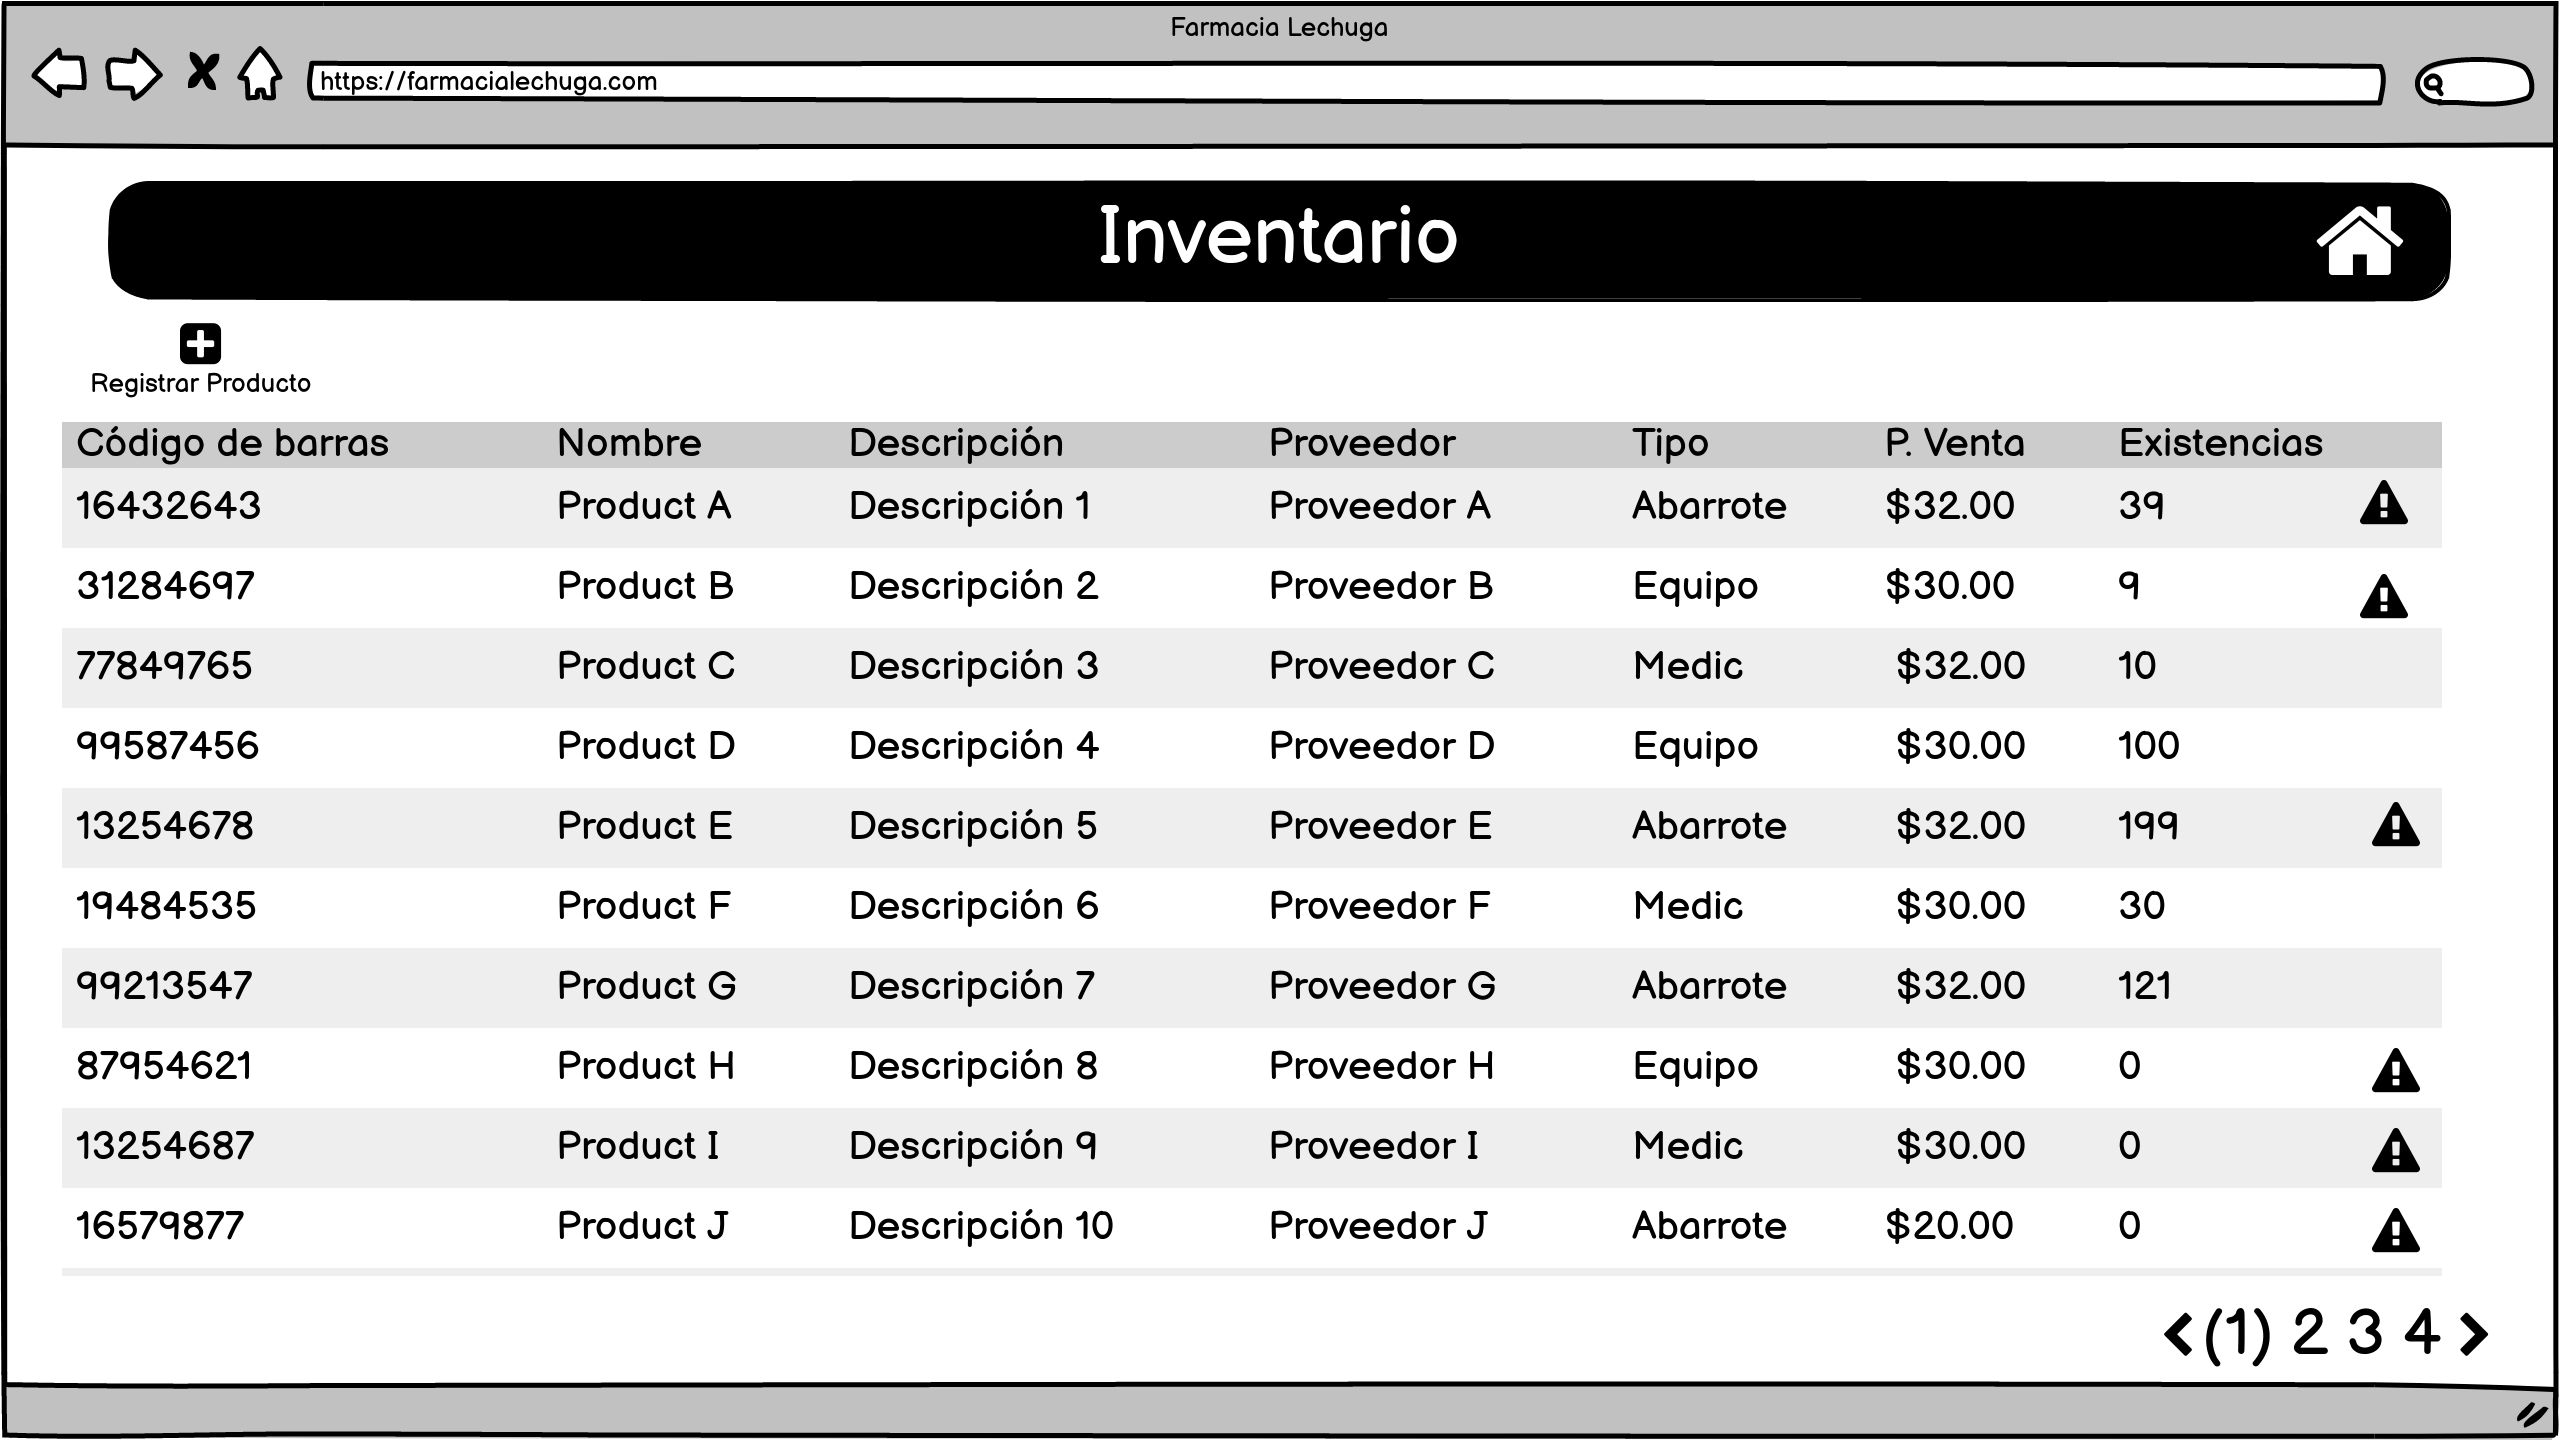 Farmacia Lechuga
https://farmacialechuga.com
Inventario
Registrar Producto
Código de barras Nombre Descripción Proveedor Tipo P. Venta Existencias
16432643 Product A Descripción 1 Proveedor A Abarrote $32.00 39
31284697 Product B Descripción 2 Proveedor B Equipo $30.00 9
77849765 Product C Descripción 3 Proveedor C Medic $32.00 10
99587456 Product D Descripción 4 Proveedor D Equipo $30.00 100
13254678 Product E Descripción 5 Proveedor E Abarrote $32.00 199
19484535 Product F Descripción 6 Proveedor F Medic $30.00 30
99213547 Product G Descripción 7 Proveedor G Abarrote $32.00 121
87954621 Product H Descripción 8 Proveedor H Equipo $30.00 0
13254687 Product I Descripción 9 Proveedor I Medic $30.00 0
16579877 Product J Descripción 10 Proveedor J Abarrote $20.00 0
(1) 2 3 4